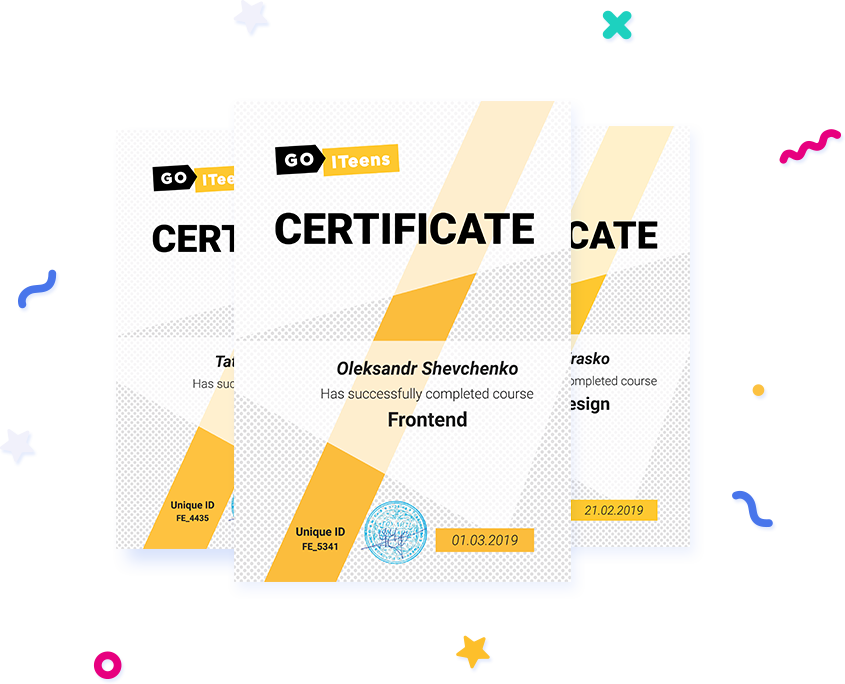 GO ITeens
CERTIFICATE
Oleksandr Shevchenko
Has successfully completed course
Frontend
Unique ID
FE_5341
01.03.2019
GO ITee
CERT
Tat
Has suc
Unique ID
FE_4435
CATE
rasko
ompleted course
esign
21.02.2019